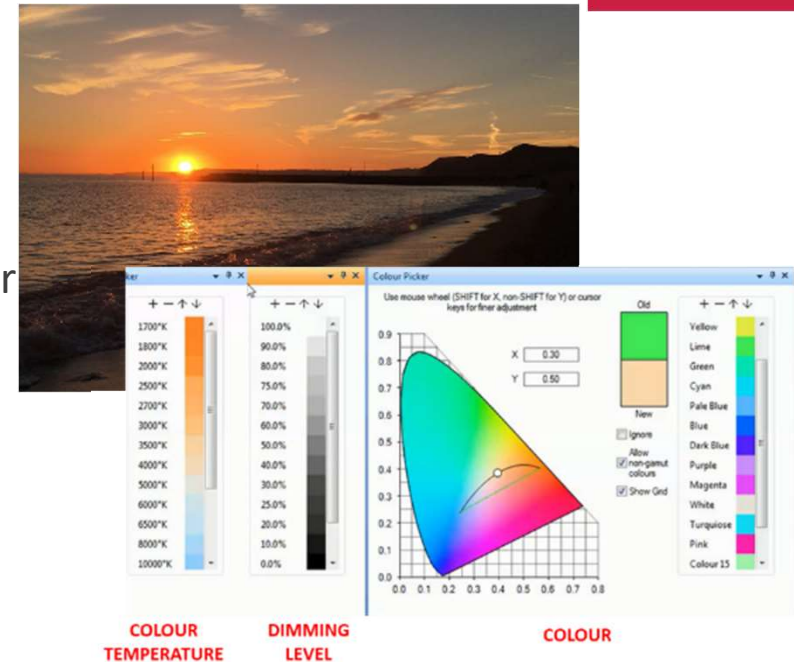 r
ker
Colour Picker
+ − ↑ ↓
1700°K
1800°K
2000°K
2500°K
2700°K
3000°K
3500°K
4000°K
5000°K
6000°K
6500°K
8000°K
10000°K
+ − ↑ ↓
100.0%
90.0%
80.0%
75.0%
70.0%
60.0%
50.0%
40.0%
30.0%
25.0%
20.0%
10.0%
0.0%
Use mouse wheel (SHIFT for X, non-SHIFT for Y) or cursor
keys for finer adjustment
0.9
0.8
0.7
0.6
0.5
0.4
0.3
0.2
0.1
0.0
0.0 0.1 0.2 0.3 0.4 0.5 0.6 0.7 0.8
X 0.30
Y 0.50
Old
New
Ignore
Allow
non-gamut
colours
Show Grid
+ − ↑ ↓
Yellow
Lime
Green
Cyan
Pale Blue
Blue
Dark Blue
Purple
Magenta
White
Turquoise
Pink
Colour 15
COLOUR
TEMPERATURE
DIMMING
LEVEL
COLOUR